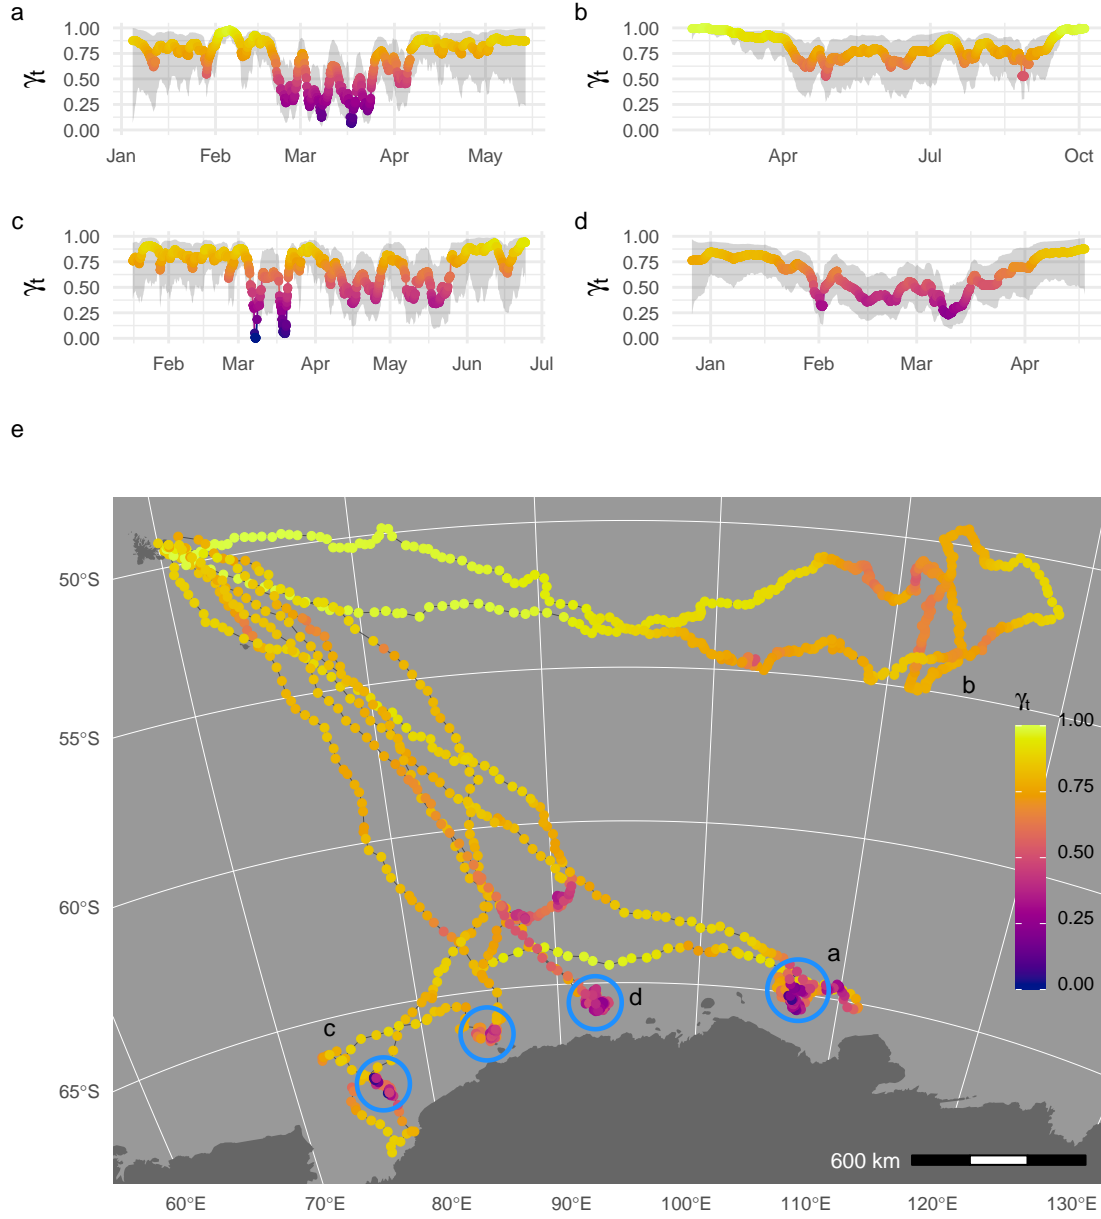 a
1.00
0.75
0.50
0.25
0.00
γt
Jan Feb Mar Apr May
b
1.00
0.75
0.50
0.25
0.00
γt
Apr Jul Oct
c
1.00
0.75
0.50
0.25
0.00
γt
Feb Mar Apr May Jun Jul
d
1.00
0.75
0.50
0.25
0.00
γt
Jan Feb Mar Apr
e
50°S
55°S
60°S
65°S
b
γt
1.00
0.75
0.50
0.25
0.00
a
d
c
600 km
60°E 70°E 80°E 90°E 100°E 110°E 120°E 130°E